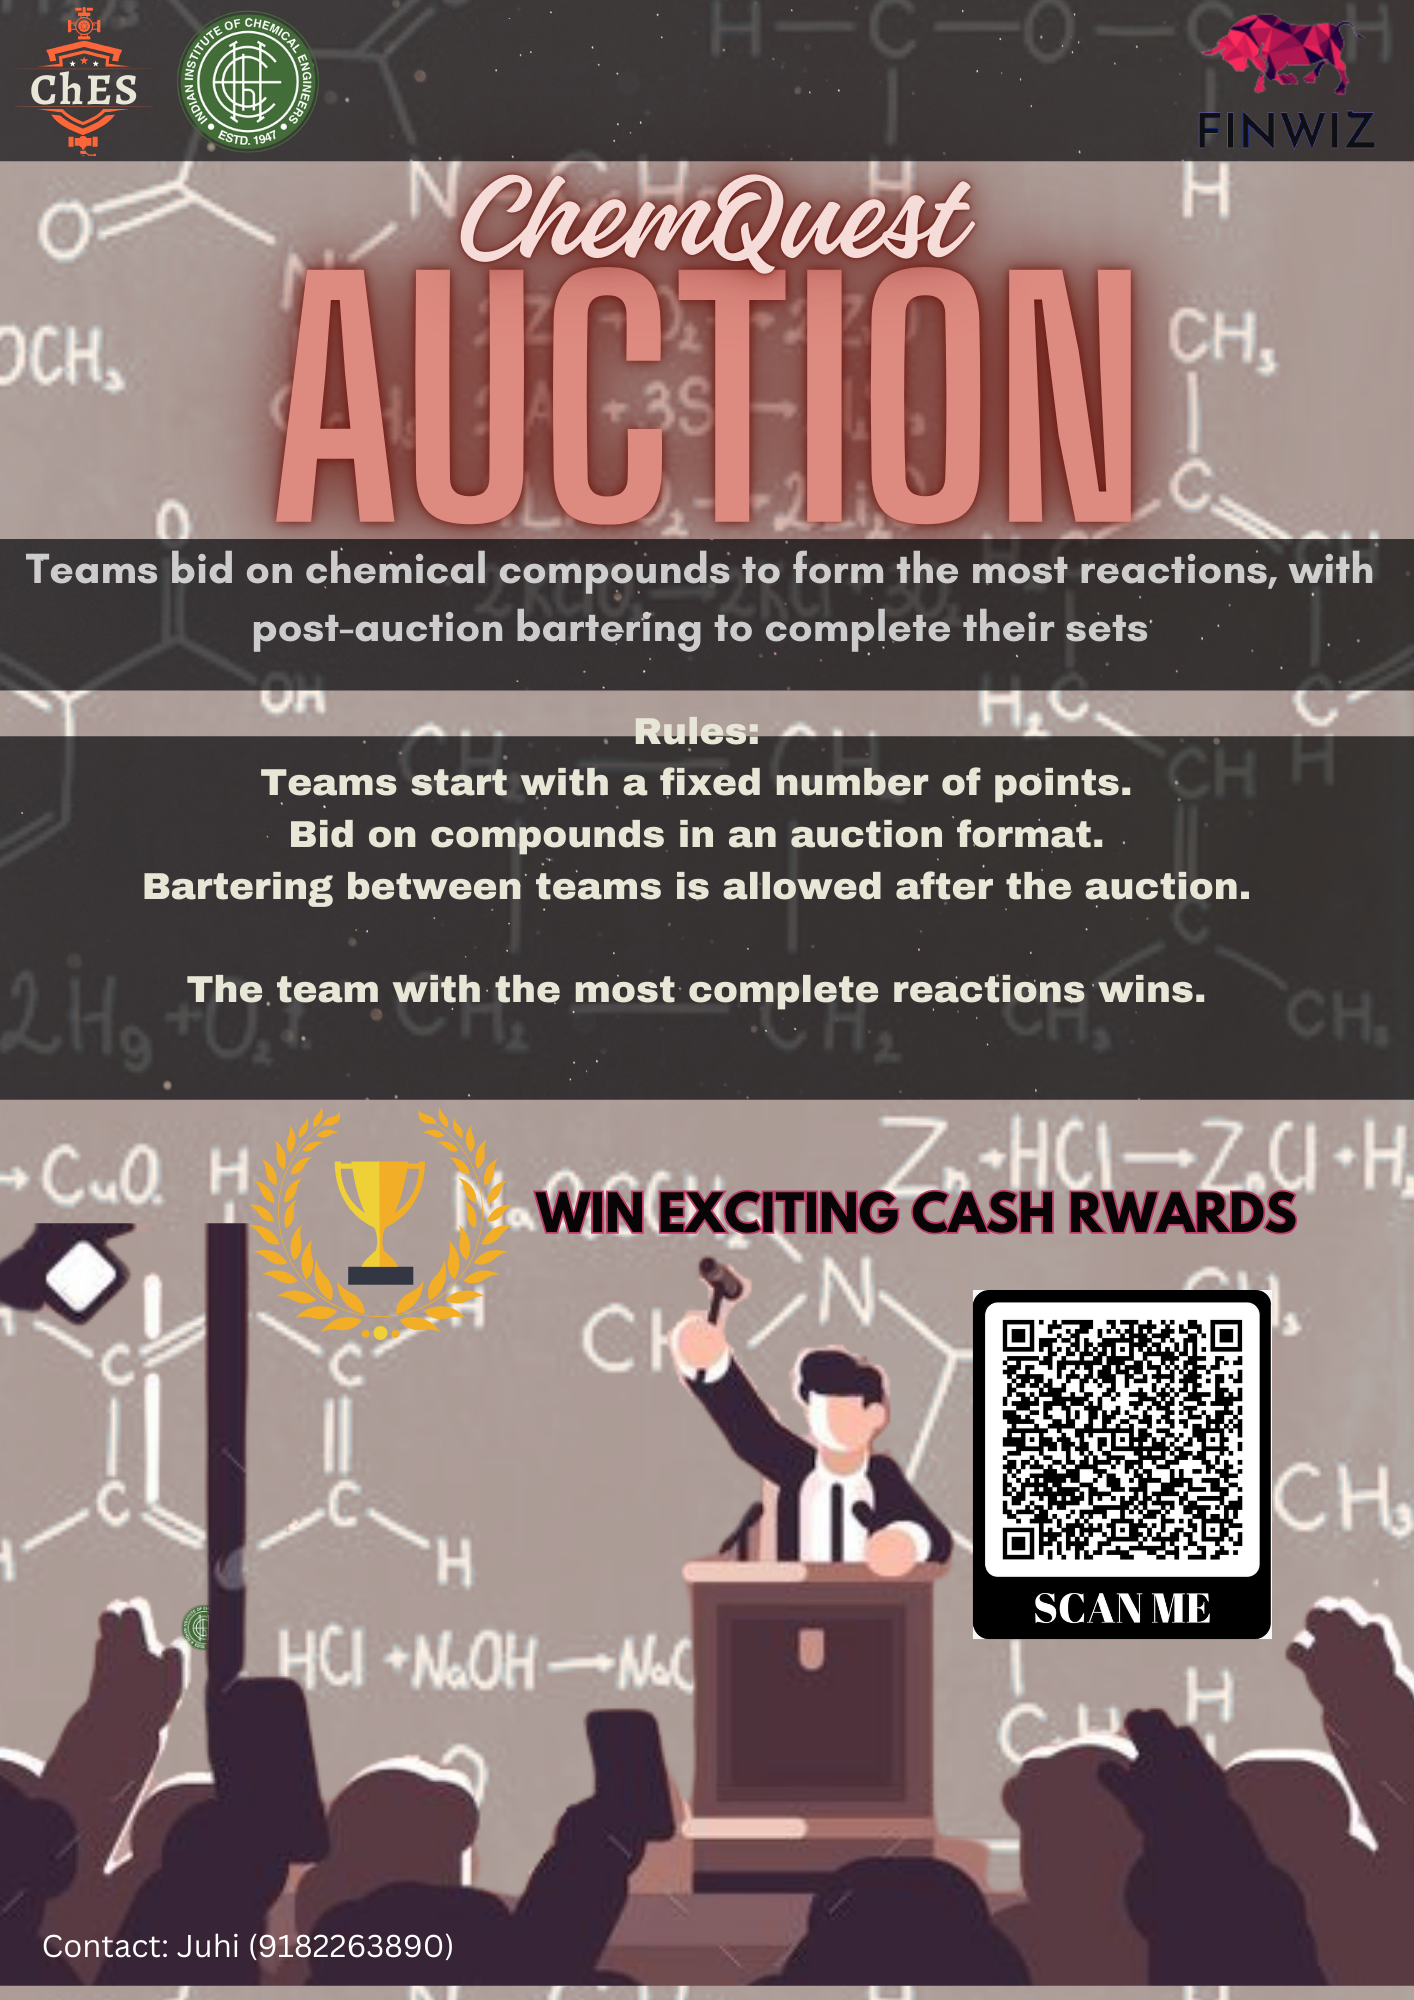 ChES
INDIAN INSTITUTE OF CHEMICAL ENGINEERS
ESTD. 1947
FINWIZ
ChemQuest
AUCTION
Teams bid on chemical compounds to form the most reactions, with
post-auction bartering to complete their sets
Rules:
Teams start with a fixed number of points.
Bid on compounds in an auction format.
Bartering between teams is allowed after the auction.
The team with the most complete reactions wins.
WIN EXCITING CASH RWARDS
SCAN ME
HCl + NaOH → NaC
Contact: Juhi (9182263890)